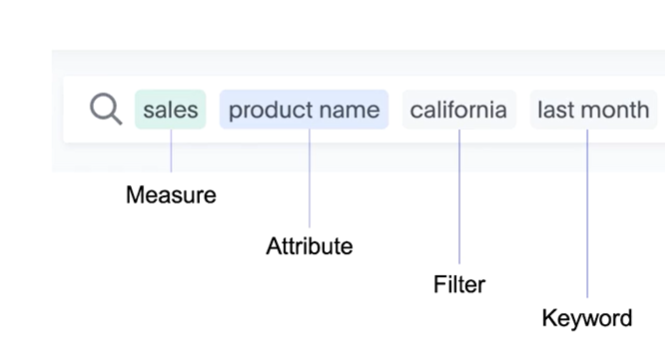 sales product name california last month
Measure
Attribute
Filter
Keyword